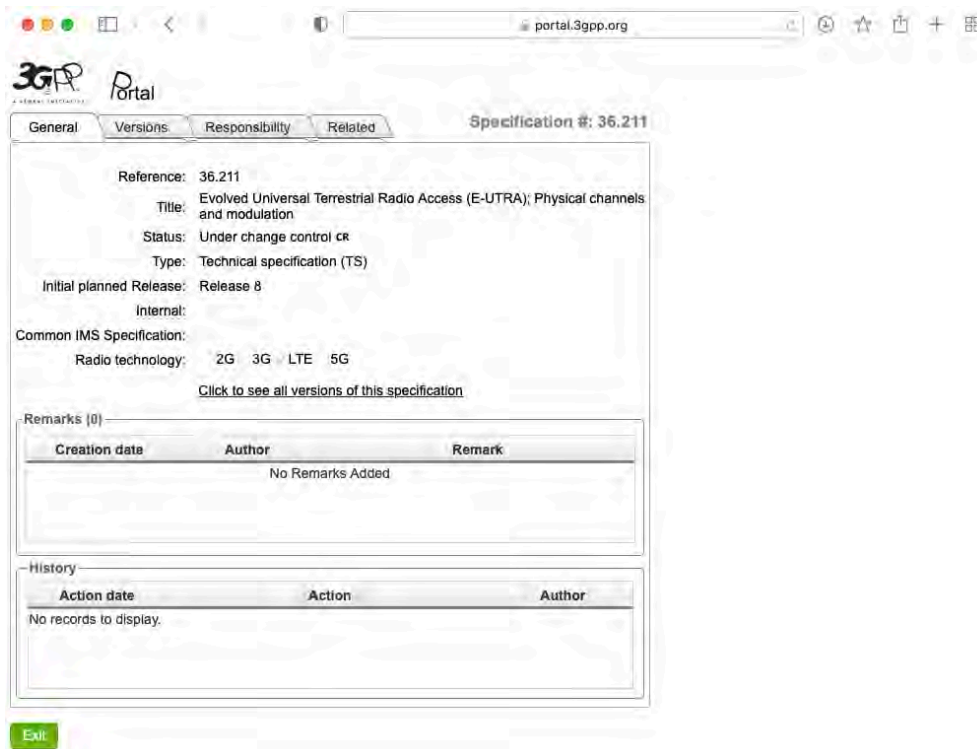 portal.3gpp.org
3GPP
A GLOBAL INITIATIVE
Portal
General Versions Responsibility Related
Specification #: 36.211
Reference: 36.211
Title: Evolved Universal Terrestrial Radio Access (E-UTRA); Physical channels
and modulation
Status: Under change control CR
Type: Technical specification (TS)
Initial planned Release: Release 8
Internal:
Common IMS Specification:
Radio technology: 2G 3G LTE 5G
Click to see all versions of this specification
Remarks (0)
Creation date Author Remark
No Remarks Added
History
Action date Action Author
No records to display.
Exit